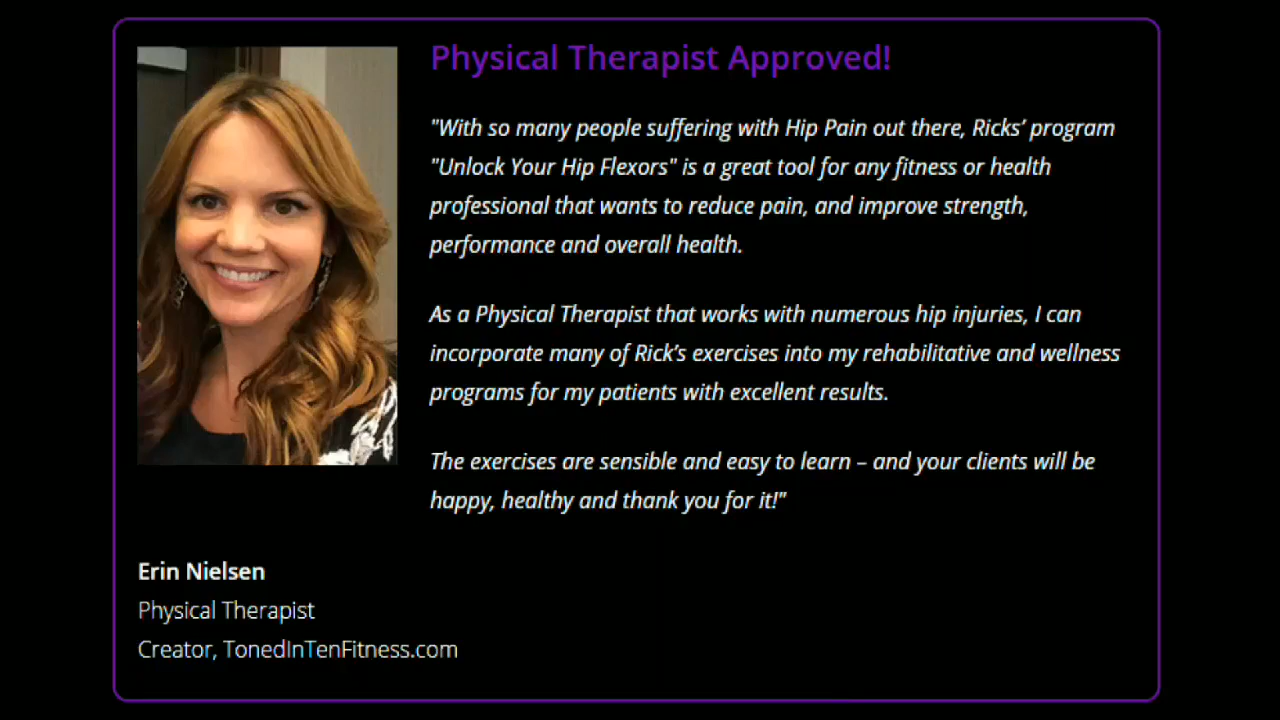 Physical Therapist Approved!
"With so many people suffering with Hip Pain out there, Ricks’ program
"Unlock Your Hip Flexors" is a great tool for any fitness or health
professional that wants to reduce pain, and improve strength,
performance and overall health.
As a Physical Therapist that works with numerous hip injuries, I can
incorporate many of Rick’s exercises into my rehabilitative and wellness
programs for my patients with excellent results.
The exercises are sensible and easy to learn – and your clients will be
happy, healthy and thank you for it!”
Erin Nielsen
Physical Therapist
Creator, TonedInTenFitness.com